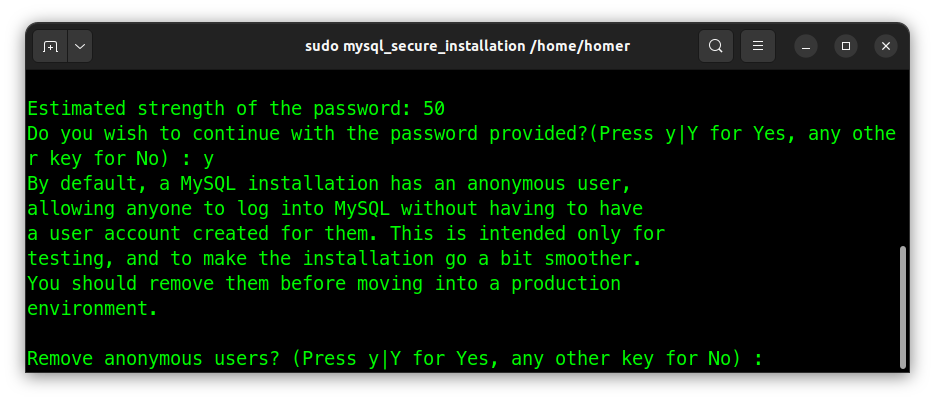 sudo mysql_secure_installation /home/homer
Estimated strength of the password: 50
Do you wish to continue with the password provided?(Press y|Y for Yes, any othe
r key for No) : y
By default, a MySQL installation has an anonymous user,
allowing anyone to log into MySQL without having to have
a user account created for them. This is intended only for
testing, and to make the installation go a bit smoother.
You should remove them before moving into a production
environment.
Remove anonymous users? (Press y|Y for Yes, any other key for No) :